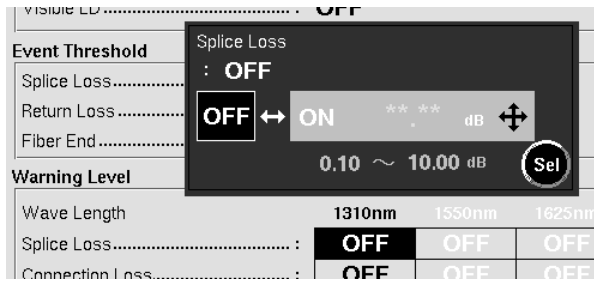 Visible LD .................................... : OFF
Event Threshold
Splice Loss
: OFF
Splice Loss................
Return Loss ...............
Fiber End ..................
OFF ↔ ON **.** dB
0.10 ～ 10.00 dB
Sel
Warning Level
Wave Length 1310nm 1550nm 1625nm
Splice Loss................................... : OFF OFF OFF
Connection Loss........................... : OFF OFF OFF